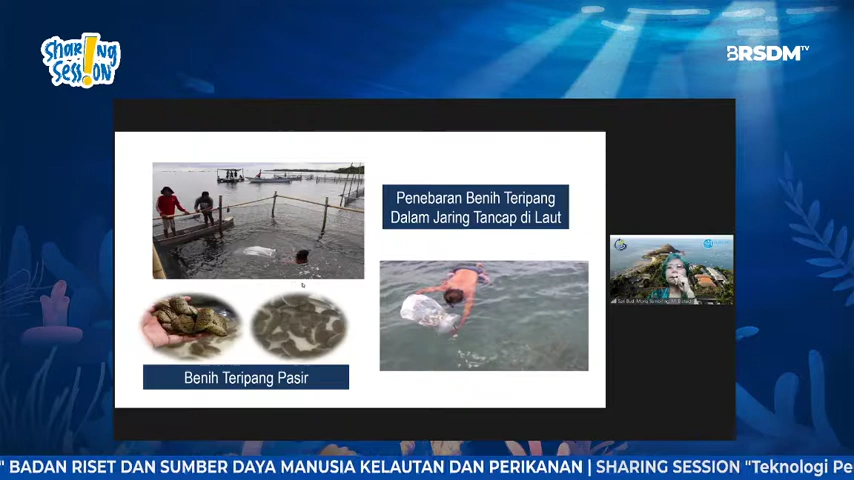 Sharing
Session
BRSDM TV
Penebaran Benih Teripang
Dalam Jaring Tancap di Laut
Benih Teripang Pasir
" BADAN RISET DAN SUMBER DAYA MANUSIA KELAUTAN DAN PERIKANAN | SHARING SESSION "Teknologi Pe